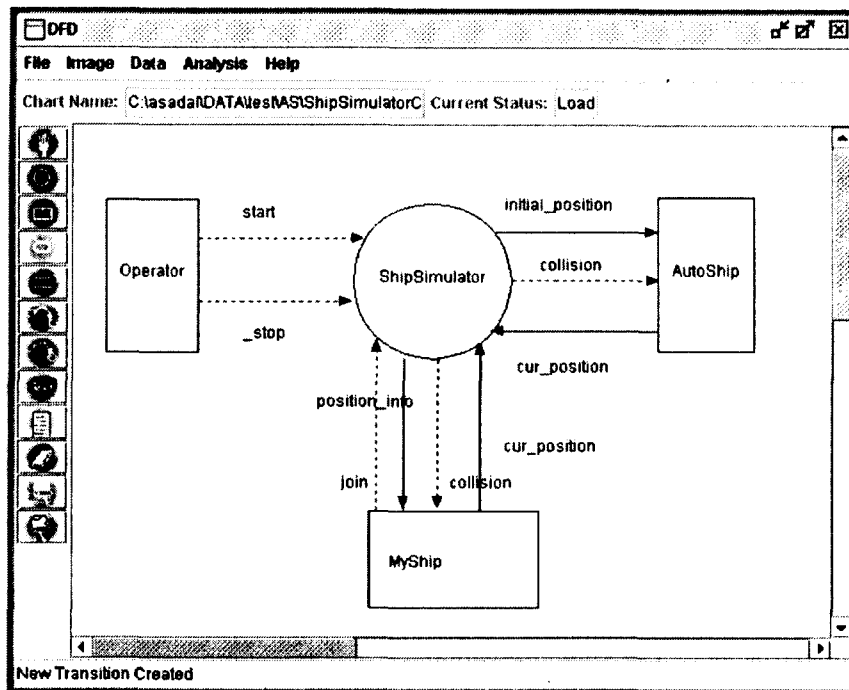 DFD
File Image Data Analysis Help
Chart Name: C:\asadal\DATA\test\AS\ShipSimulatorC Current Status: Load
start
initial_position
Operator
ShipSimulator
collision
AutoShip
_stop
cur_position
position_info
cur_position
join
collision
MyShip
New Transition Created